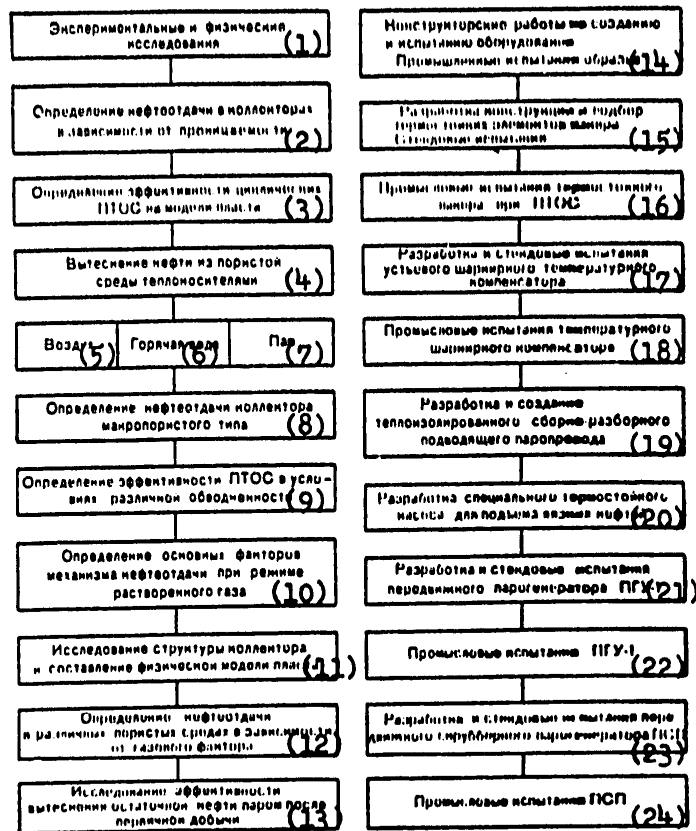 Экспериментальные и физические
исследования (1)
Определение нефтеотдачи в коллекторах
в зависимости от проницаемости (2)
Определение эффективности циклических
ПТОС на модели пласта (3)
Вытеснение нефти из пористой
среды теплоносителями (4)
Воздух (5) Горячая вода (6) Пар (7)
Определение нефтеотдачи коллектора
макропористого типа (8)
Определение эффективности ПТОС в усло-
виях различной обводненности (9)
Определение основных факторов
механизма нефтеотдачи при режиме
растворенного газа (10)
Исследование структуры коллектора
и составление физической модели пласта (11)
Определение нефтеотдачи
в различных пористых средах в зависимости
от газового фактора (12)
Исследование эффективности
вытеснения остаточной нефти паром после
первичной добычи (13)
Конструкторские работы по созданию
и испытанию оборудования
Промышленные испытания образца (14)
Разработка конструкции и подбор
термостойких элементов пакера
Стендовые испытания (15)
Промысловые испытания термостойкого
пакера при ПТОС (16)
Разработка и стендовые испытания
устьевого шарнирного температурного
компенсатора (17)
Промысловые испытания температурного
шарнирного компенсатора (18)
Разработка и создание
теплоизолированного сборно-разборного
подводящего паропровода (19)
Разработка специального термостойкого
насоса для подъема вязких нефтей (20)
Разработка и стендовые испытания
передвижного парогенератора (21)
Промысловые испытания ПГУ-1 (22)
Разработка и стендовые испытания пере
движного скрубберного парогенератора ПСП (23)
Промысловые испытания ПСП (24)